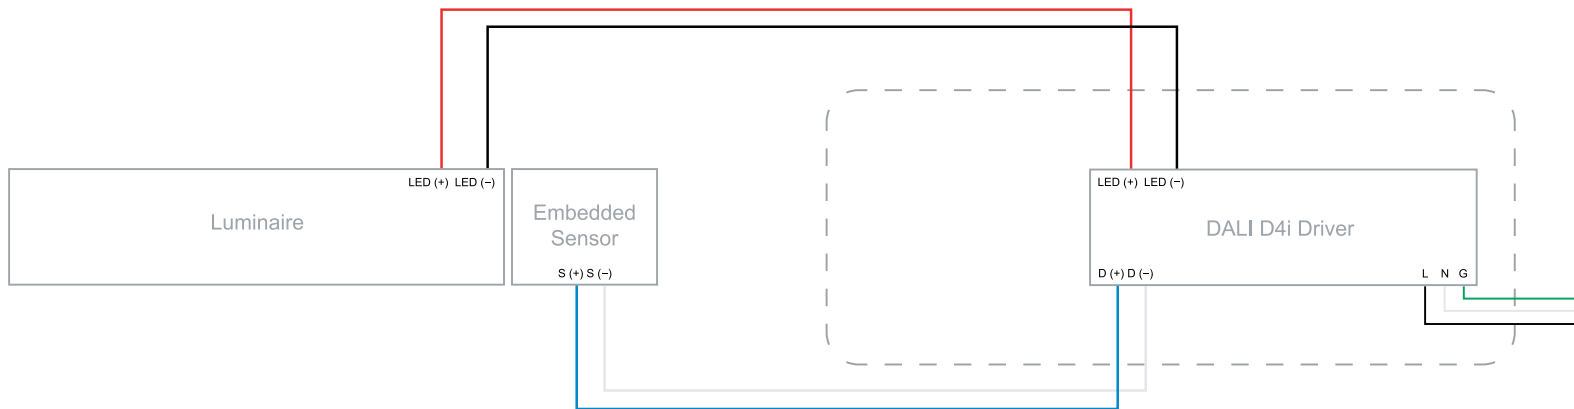 LED (+) LED (–)
Luminaire
Embedded
Sensor
S (+) S (–)
LED (+) LED (–)
DALI D4i Driver
D (+) D (–)
L N G